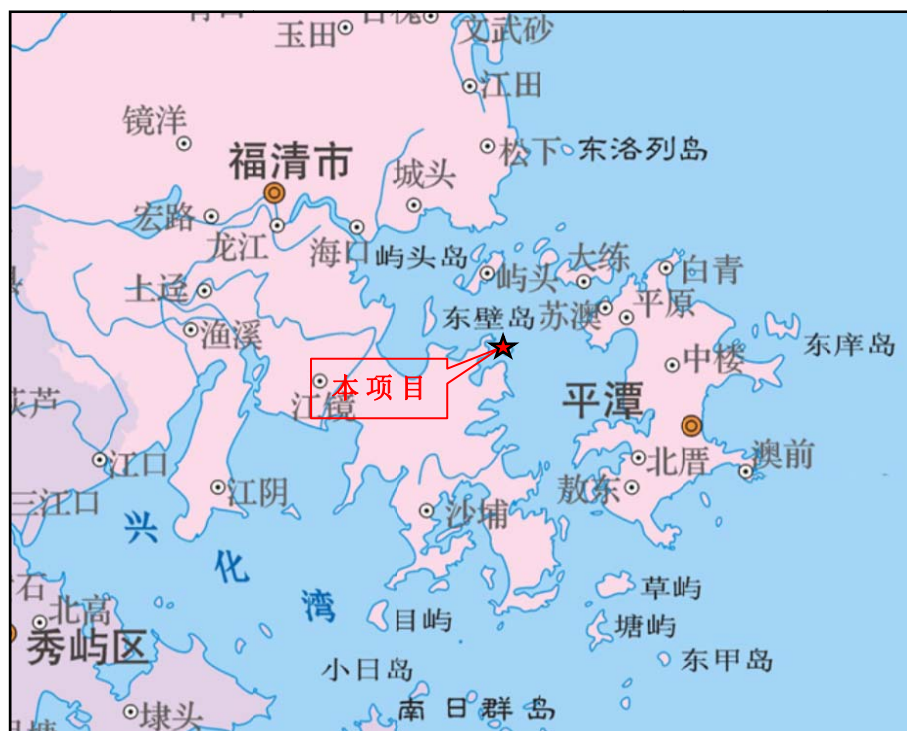 玉田
文武砂
江田
镜洋
松下
东洛列岛
福清市
城头
宏路
龙江
海口
屿头岛
屿头
大练
白青
上迳
东壁岛
苏澳
平原
渔溪
东庠岛
中楼
本项目
江镜
平潭
北厝
澳前
江口
江阴
敖东
三江口
沙埔
兴化湾
草屿
目屿
塘屿
北高
秀屿区
小日岛
东甲岛
南日群岛
埭头